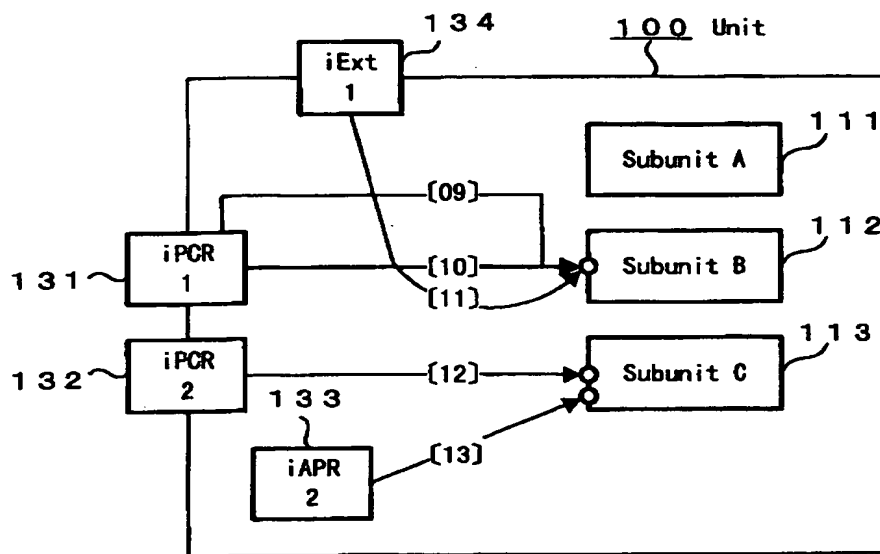 134
100 Unit
iExt
1
111
Subunit A
[09]
112
iPCR
1
131
[10]
Subunit B
[11]
113
iPCR
2
132
[12]
Subunit C
133
[13]
iAPR
2